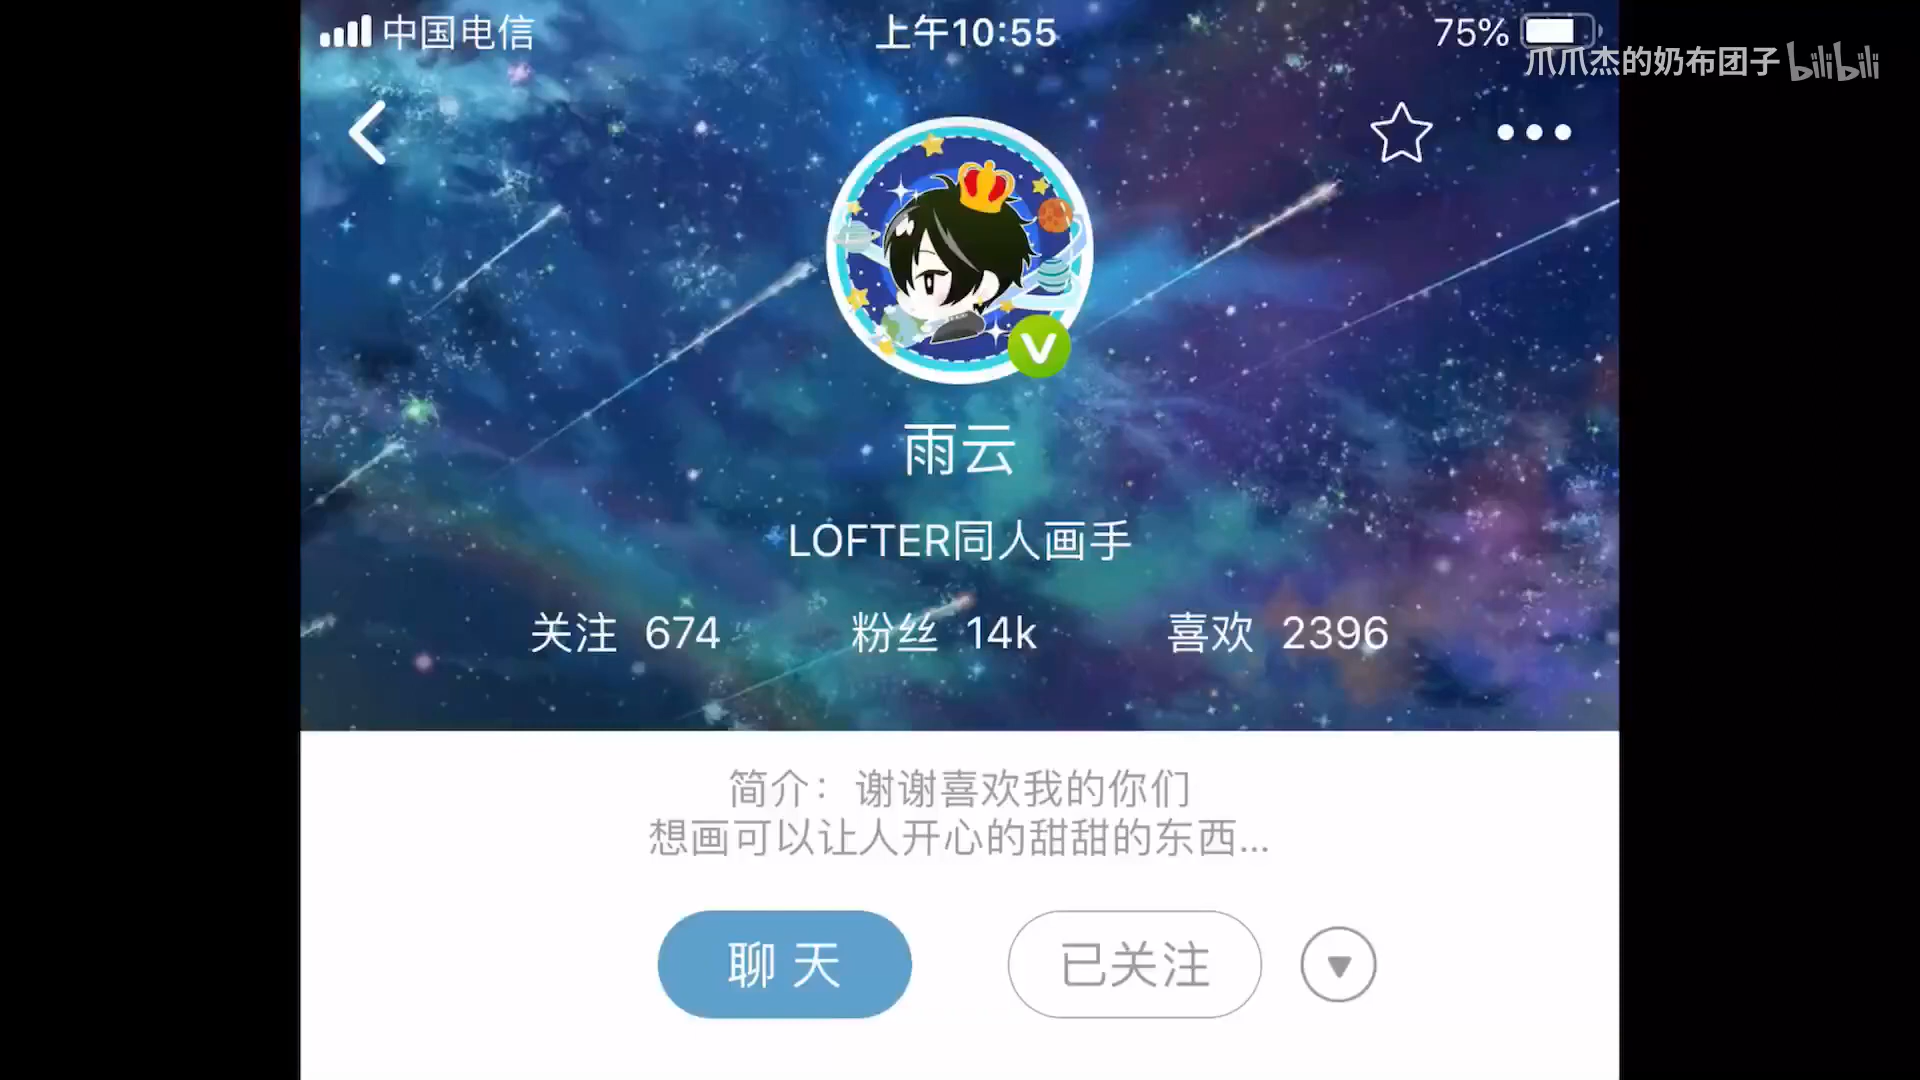 中国电信 上午10:55 75%
爪爪杰的奶布团子 bilibili
V
雨云
LOFTER同人画手
关注 674 粉丝 14k 喜欢 2396
简介：谢谢喜欢我的你们
想画可以让人开心的甜甜的东西...
聊天 已关注